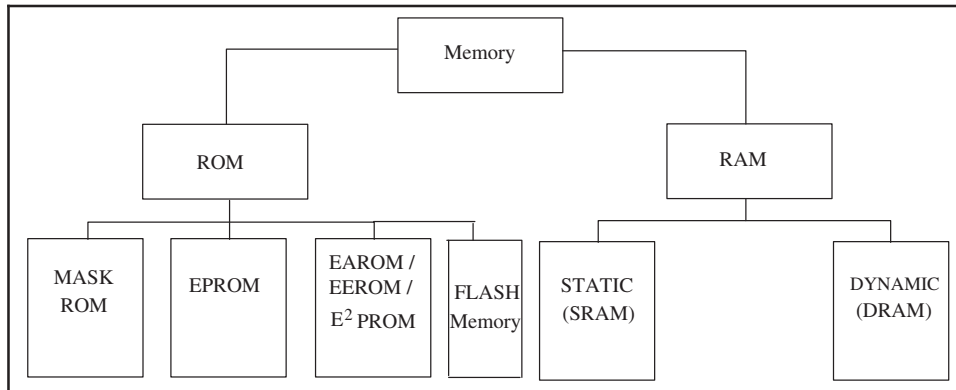 Memory
ROM
RAM
MASK
ROM
EPROM
EAROM /
EEROM /
E² PROM
FLASH
Memory
STATIC
(SRAM)
DYNAMIC
(DRAM)